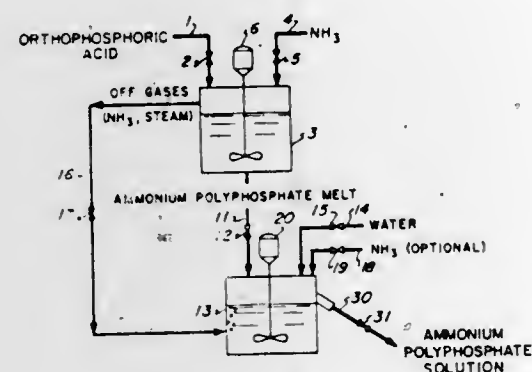 1
ORTHOPHOSPHORIC
ACID
2
6
4
NH3
5
OFF GASES
(NH3, STEAM)
3
16
17
AMMONIUM POLYPHOSPHATE MELT
11
12
20
15
14
WATER
19
18
NH3 (OPTIONAL)
13
30
31
AMMONIUM
POLYPHOSPHATE
SOLUTION